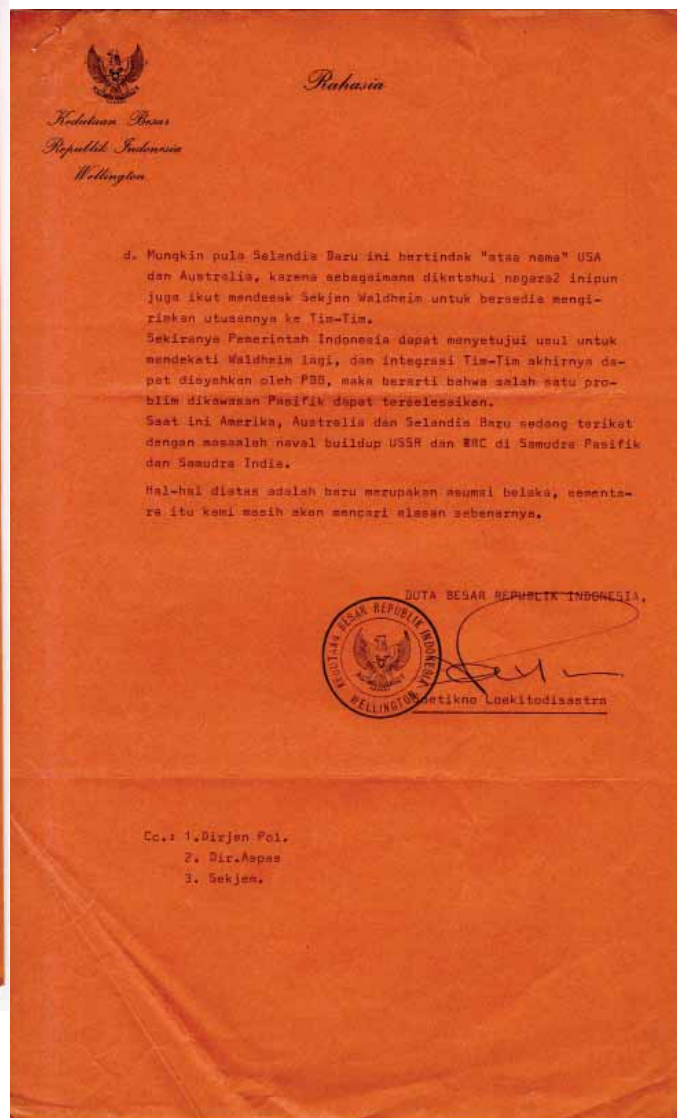 Rahasia
Kedutaan Besar
Republik Indonesia
Wellington
d. Mungkin pula Selandia Baru ini bertindak "atas nama" USA
dan Australia, karena sebagaimana diketahui negara2 inipun
juga ikut mendesak Sekjen Waldheim untuk bersedia mengi-
rimkan utusannya ke Tim-Tim.
Sekiranya Pemerintah Indonesia dapat menyetujui usul untuk
mendekati Waldheim lagi, dan integrasi Tim-Tim akhirnya da-
pat disyahkan oleh PBB, maka berarti bahwa salah satu pro-
blim dikawasan Pasifik dapat terselesaikan.
Saat ini Amerika, Australia dan Selandia Baru sedang terikat
dengan masaalah naval buildup USSR dan RRC di Samudra Pasifik
dan Samudra India.
Hal-hal diatas adalah baru merupakan asumsi belaka, sementa-
ra itu kami masih akan mencari alasan sebenarnya.
DUTA BESAR REPUBLIK INDONESIA,
KEDUTAAN BESAR REPUBLIK INDONESIA
WELLINGTON
Loekitodisastro
Cc.: 1.Dirjen Pol.
2. Dir.Aspas
3. Sekjen.